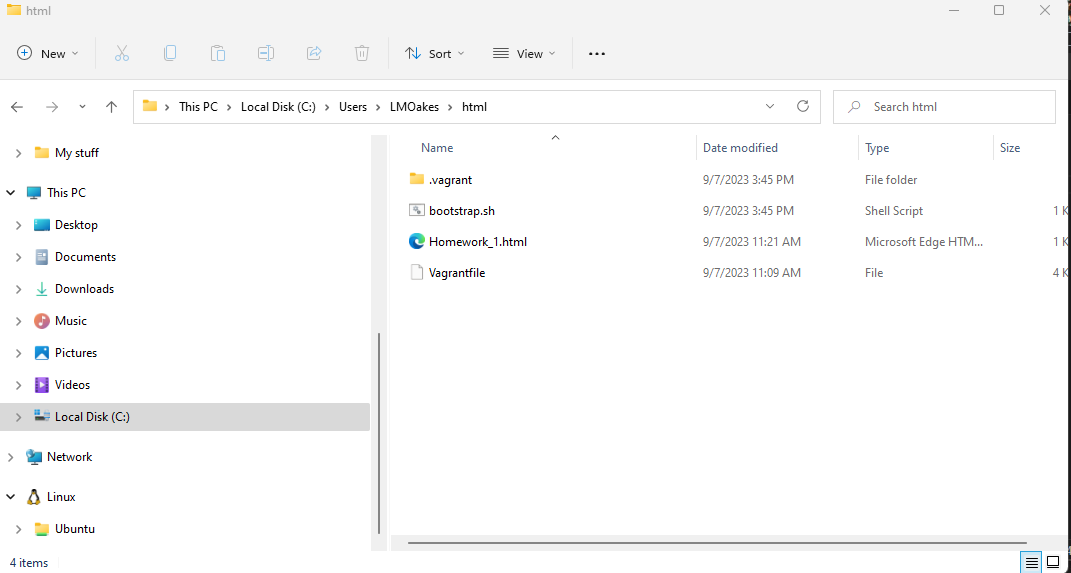 html
New Sort View
This PC Local Disk (C:) Users LMOakes html Search html
My stuff
This PC
Desktop
Documents
Downloads
Music
Pictures
Videos
Local Disk (C:)
Network
Linux
Ubuntu
Name Date modified Type Size
.vagrant 9/7/2023 3:45 PM File folder
bootstrap.sh 9/7/2023 3:45 PM Shell Script 1 K
Homework_1.html 9/7/2023 11:21 AM Microsoft Edge HTM... 1 K
Vagrantfile 9/7/2023 11:09 AM File 4 K
4 items